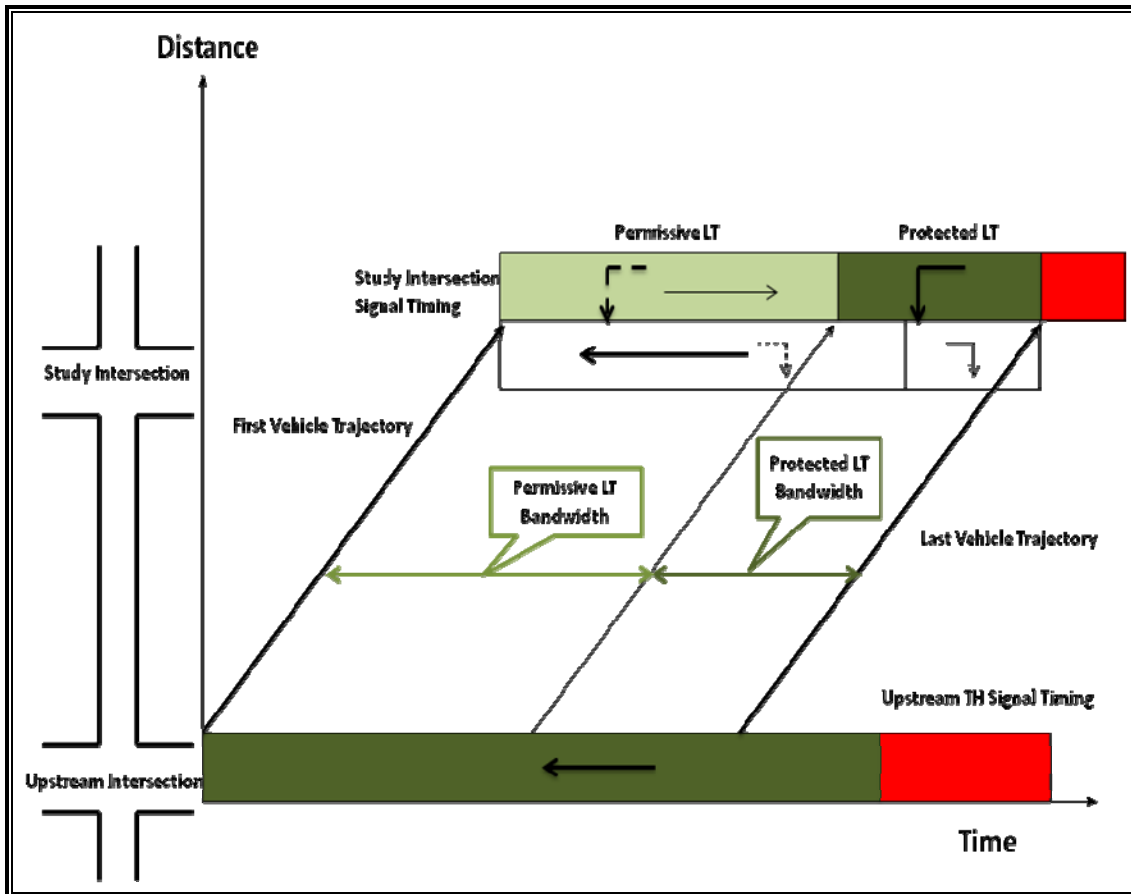 Distance
Permissive LT
Protected LT
Study Intersection
Signal Timing
Study Intersection
First Vehicle Trajectory
Permissive LT
Bandwidth
Protected LT
Bandwidth
Last Vehicle Trajectory
Upstream TH Signal Timing
Upstream Intersection
Time